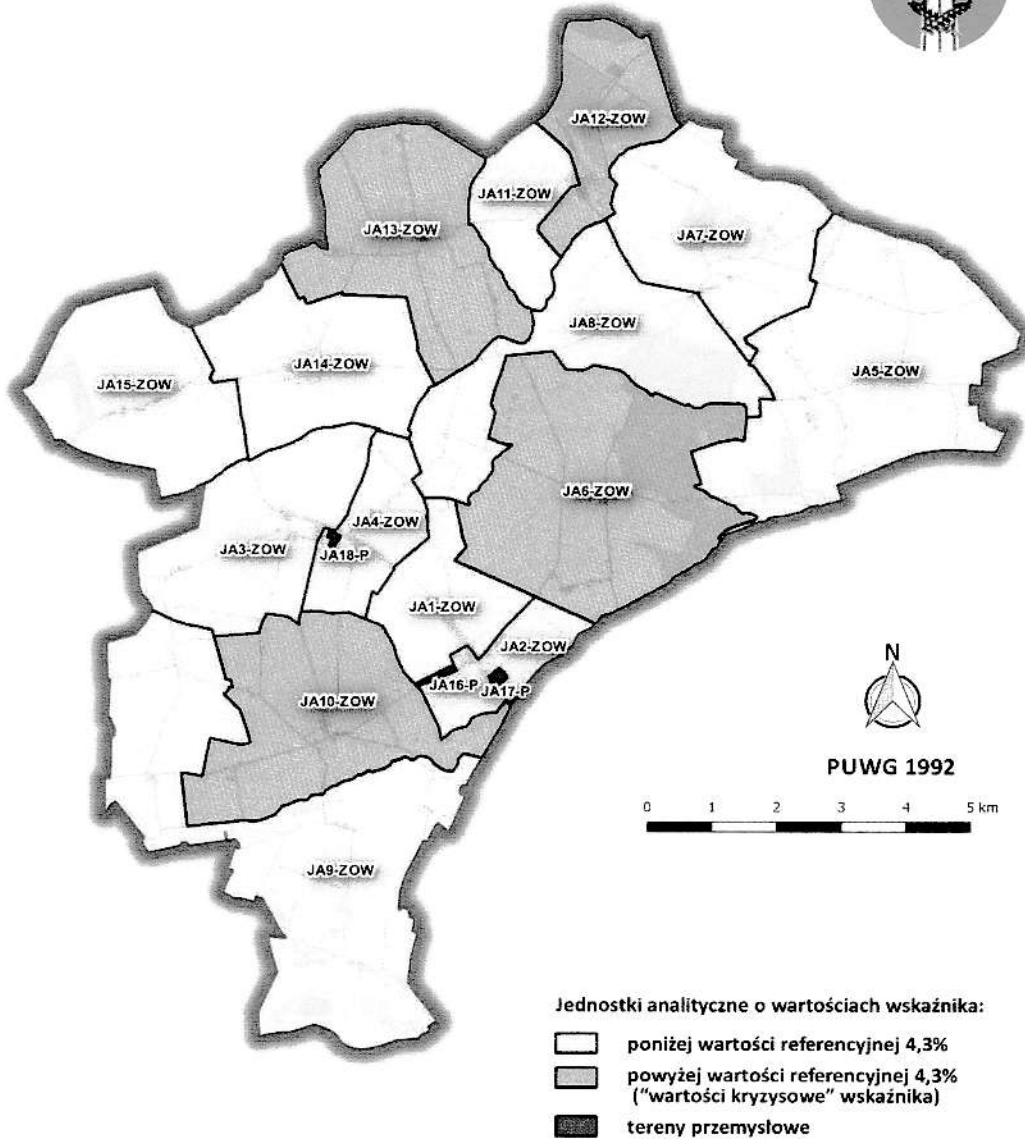 JA12-ZOW
JA11-ZOW
JA13-ZOW
JA7-ZOW
JA8-ZOW
JA14-ZOW
JA5-ZOW
JA15-ZOW
JA6-ZOW
JA4-ZOW
JA3-ZOW
JA18-P
JA1-ZOW
JA2-ZOW
JA16-P
JA17-P
JA10-ZOW
JA9-ZOW
N
PUWG 1992
0 1 2 3 4 5 km
Jednostki analityczne o wartościach wskaźnika:
poniżej wartości referencyjnej 4,3%
powyżej wartości referencyjnej 4,3%
("wartości kryzysowe" wskaźnika)
tereny przemysłowe